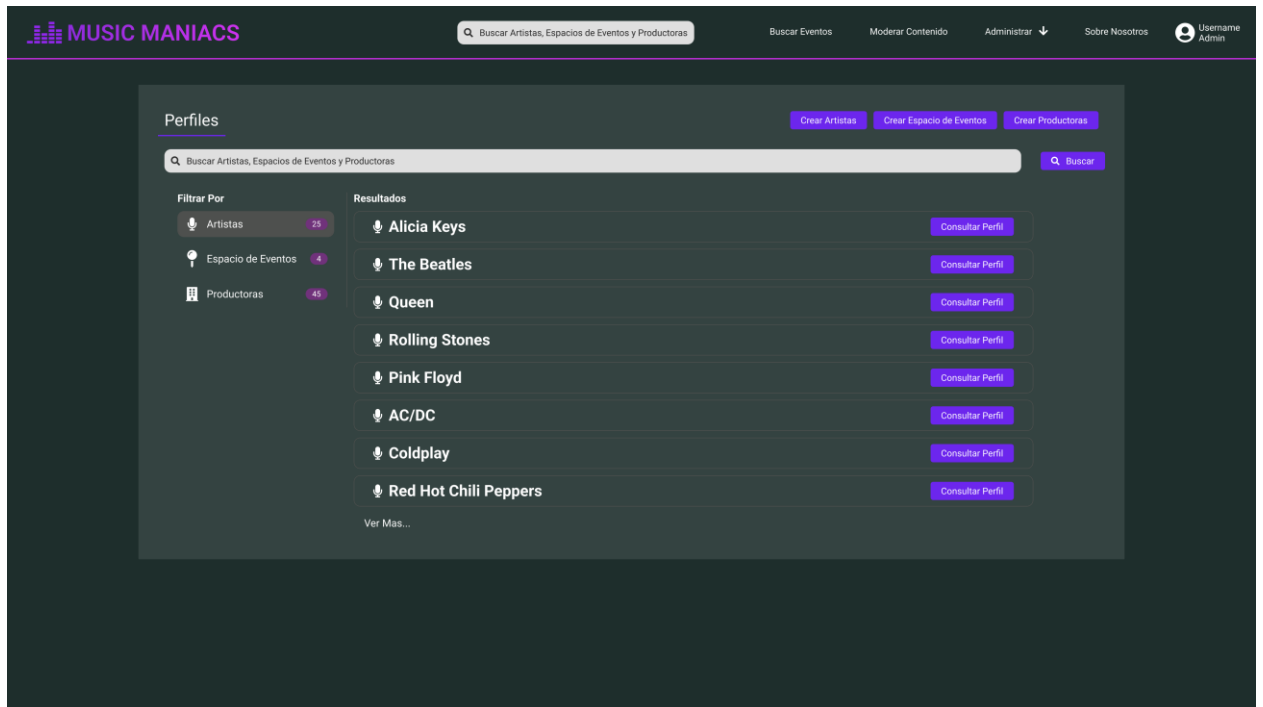 MUSIC MANIACS
Buscar Artistas, Espacios de Eventos y Productoras
Buscar Eventos
Moderar Contenido
Administrar
Sobre Nosotros
Username
Admin
Perfiles
Crear Artistas
Crear Espacio de Eventos
Crear Productoras
Buscar Artistas, Espacios de Eventos y Productoras
Buscar
Filtrar Por
Artistas 25
Espacio de Eventos 4
Productoras 45
Resultados
Alicia Keys Consultar Perfil
The Beatles Consultar Perfil
Queen Consultar Perfil
Rolling Stones Consultar Perfil
Pink Floyd Consultar Perfil
AC/DC Consultar Perfil
Coldplay Consultar Perfil
Red Hot Chili Peppers Consultar Perfil
Ver Mas...